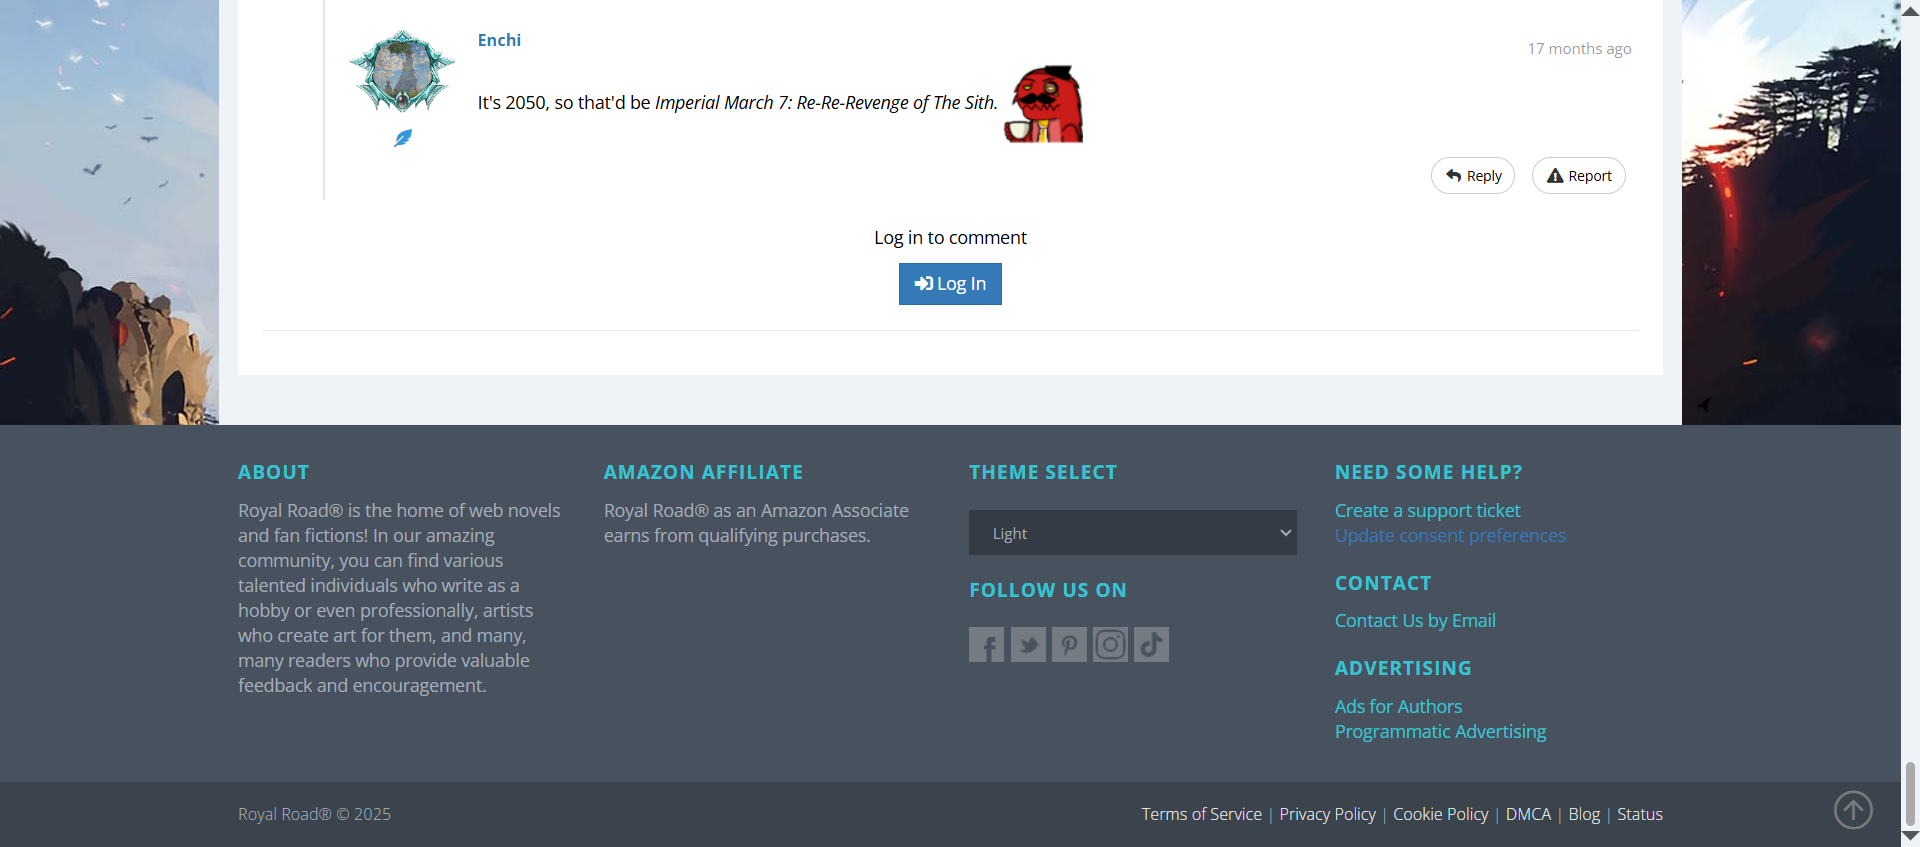 Enchi
17 months ago
It's 2050, so that'd be Imperial March 7: Re-Re-Revenge of The Sith.
Reply
Report
Log in to comment
Log In
ABOUT
Royal Road® is the home of web novels
and fan fictions! In our amazing
community, you can find various
talented individuals who write as a
hobby or even professionally, artists
who create art for them, and many,
many readers who provide valuable
feedback and encouragement.
AMAZON AFFILIATE
Royal Road® as an Amazon Associate
earns from qualifying purchases.
THEME SELECT
Light
FOLLOW US ON
NEED SOME HELP?
Create a support ticket
Update consent preferences
CONTACT
Contact Us by Email
ADVERTISING
Ads for Authors
Programmatic Advertising
Royal Road® © 2025
Terms of Service | Privacy Policy | Cookie Policy | DMCA | Blog | Status